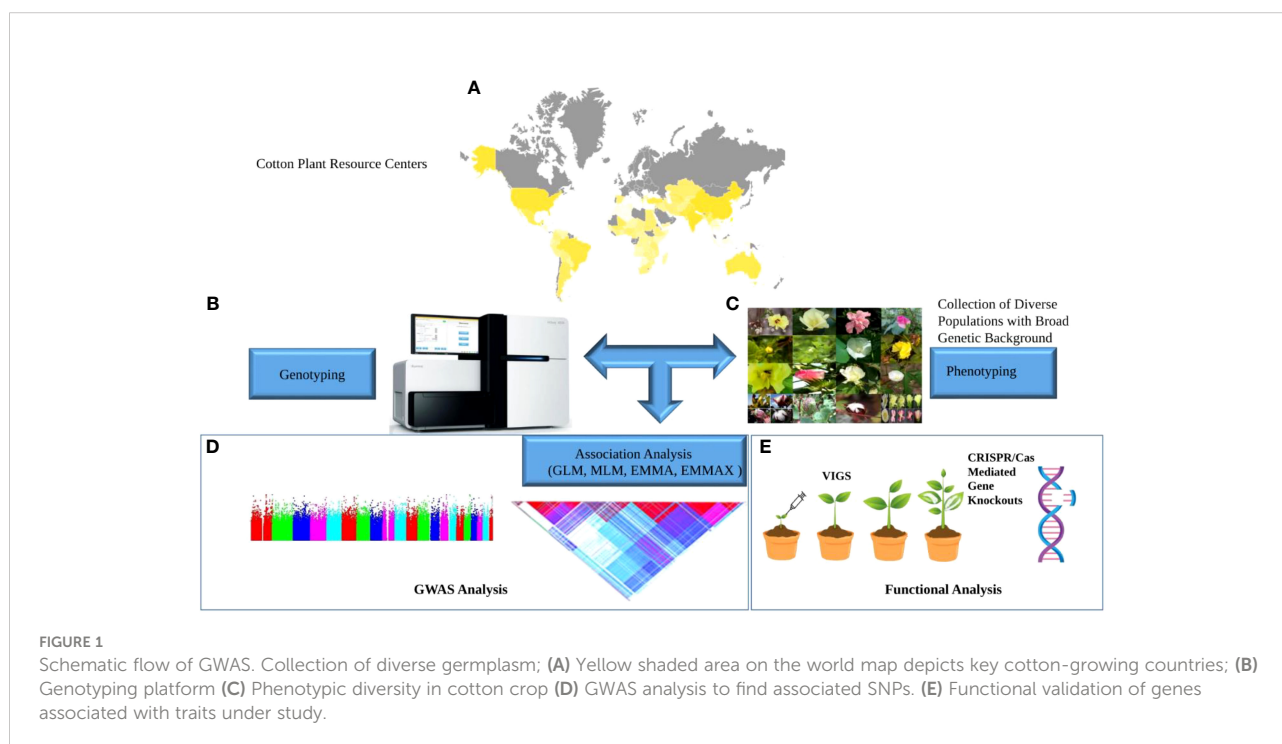 A
Cotton Plant Resource Centers
B
C
Collection of Diverse
Populations with Broad
Genetic Background
Genotyping
Phenotyping
D
Association Analysis
(GLM, MLM, EMMA, EMMAX )
E
VIGS
CRISPR/Cas
Mediated
Gene
Knockouts
GWAS Analysis
Functional Analysis
FIGURE 1
Schematic flow of GWAS. Collection of diverse germplasm; (A) Yellow shaded area on the world map depicts key cotton-growing countries; (B)
Genotyping platform (C) Phenotypic diversity in cotton crop (D) GWAS analysis to find associated SNPs. (E) Functional validation of genes
associated with traits under study.